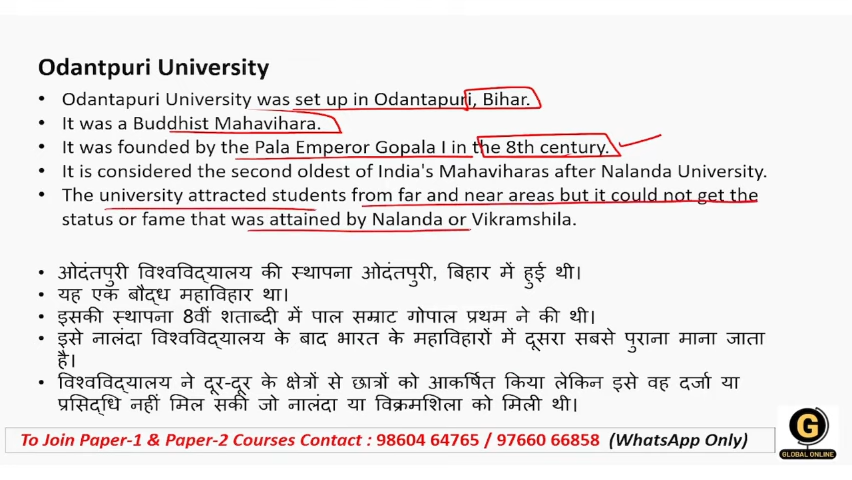 Odantpuri University
• Odantapuri University was set up in Odantapuri, Bihar.
• It was a Buddhist Mahavihara.
• It was founded by the Pala Emperor Gopala I in the 8th century.
• It is considered the second oldest of India's Mahaviharas after Nalanda University.
• The university attracted students from far and near areas but it could not get the
status or fame that was attained by Nalanda or Vikramshila.
• ओदंतपुरी विश्वविद्यालय की स्थापना ओदंतपुरी, बिहार में हुई थी।
• यह एक बौद्ध महाविहार था।
• इसकी स्थापना 8वीं शताब्दी में पाल सम्राट गोपाल प्रथम ने की थी।
• इसे नालंदा विश्वविद्यालय के बाद भारत के महाविहारों में दूसरा सबसे पुराना माना जाता
है।
• विश्वविद्यालय ने दूर-दूर के क्षेत्रों से छात्रों को आकर्षित किया लेकिन इसे वह दर्जा या
प्रसिद्धि नहीं मिल सकी जो नालंदा या विक्रमशिला को मिली थी।
To Join Paper-1 & Paper-2 Courses Contact : 98604 64765 / 97660 66858 (WhatsApp Only)
G
GLOBAL ONLINE